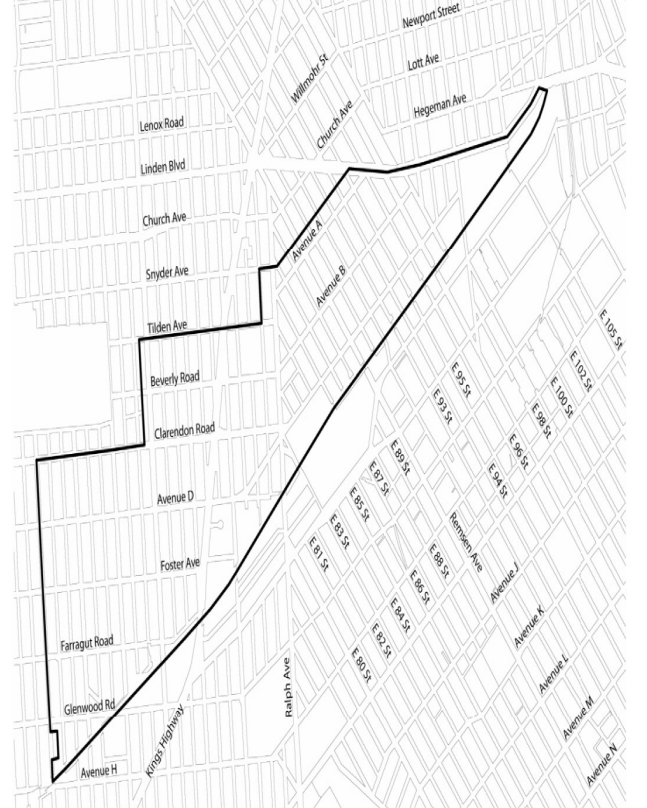 Newport Street
Lott Ave
Willmohr St
Hegeman Ave
Church Ave
Lenox Road
Linden Blvd
Church Ave
Avenue A
Snyder Ave
Avenue B
Tilden Ave
E 105 St
Beverly Road
E 102 St
E 95 St
E 100 St
E 93 St
E 98 St
Clarendon Road
E 96 St
E 89 St
E 94 St
E 87 St
Avenue D
E 85 St
E 83 St
Remsen Ave
E 81 St
Foster Ave
E 88 St
Avenue J
E 86 St
E 84 St
Avenue K
E 82 St
Farragut Road
E 80 St
Avenue L
Ralph Ave
Glenwood Rd
Avenue M
Kings Highway
Avenue N
Avenue H